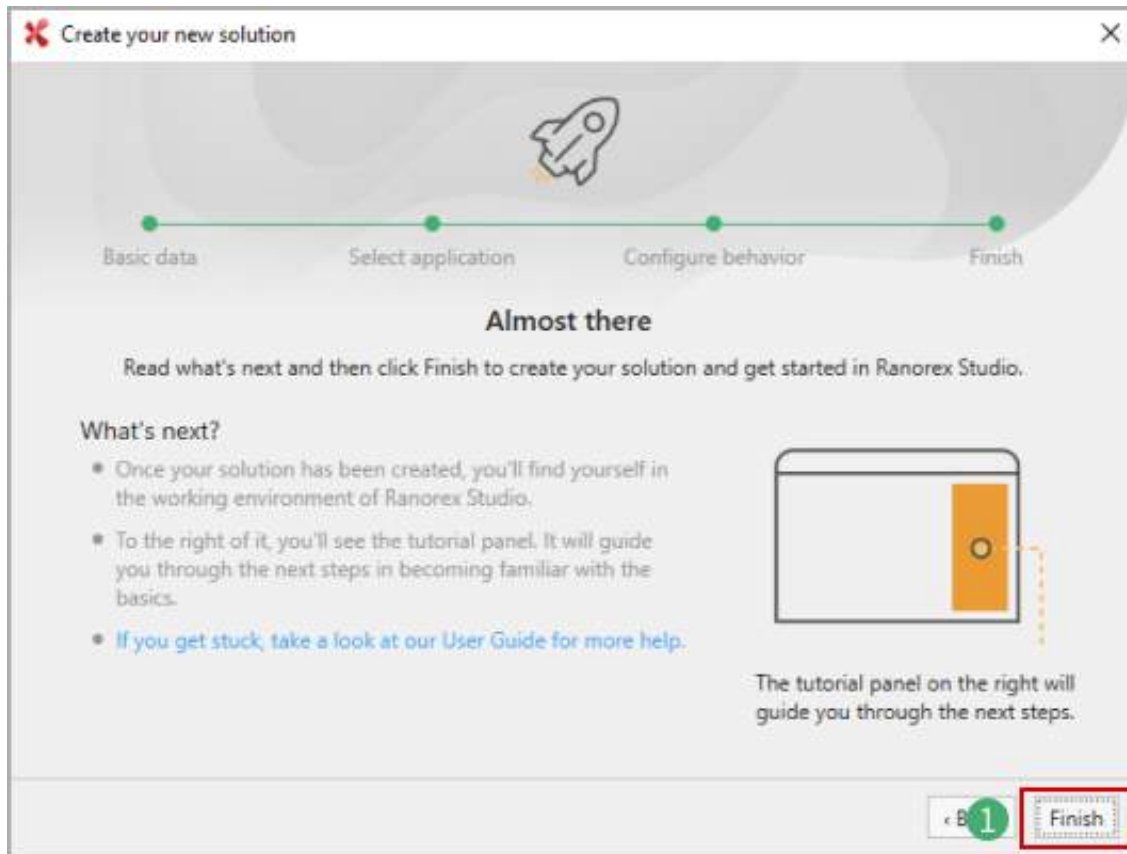 Create your new solution
Basic data
Select application
Configure behavior
Finish
Almost there
Read what's next and then click Finish to create your solution and get started in Ranorex Studio.
What's next?
Once your solution has been created, you'll find yourself in
the working environment of Ranorex Studio.
To the right of it, you'll see the tutorial panel. It will guide
you through the next steps in becoming familiar with the
basics.
If you get stuck, take a look at our User Guide for more help.
The tutorial panel on the right will
guide you through the next steps.
1
Finish